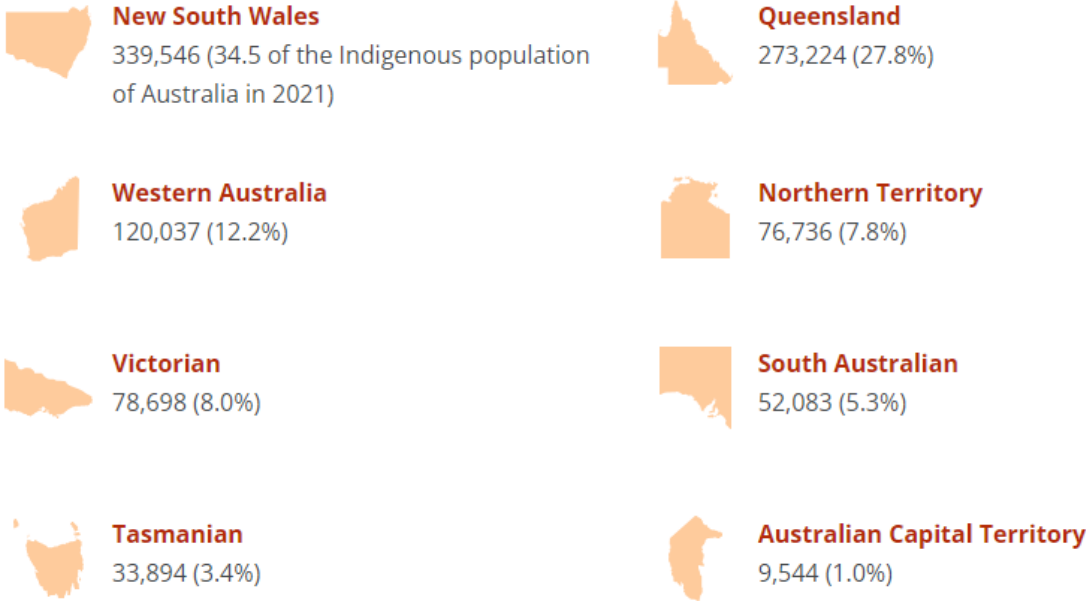 New South Wales
339,546 (34.5 of the Indigenous population
of Australia in 2021)
Queensland
273,224 (27.8%)
Western Australia
120,037 (12.2%)
Northern Territory
76,736 (7.8%)
Victorian
78,698 (8.0%)
South Australian
52,083 (5.3%)
Tasmanian
33,894 (3.4%)
Australian Capital Territory
9,544 (1.0%)